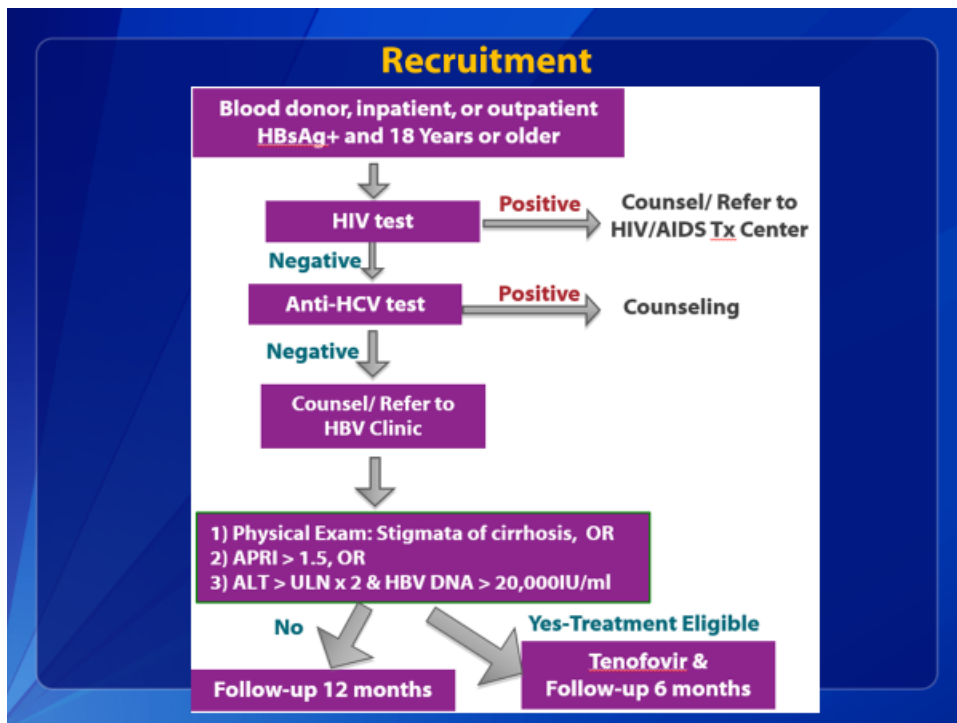 Recruitment
Blood donor, inpatient, or outpatient
HBsAg+ and 18 Years or older
HIV test
Positive
Counsel/ Refer to
HIV/AIDS Tx Center
Negative
Anti-HCV test
Positive
Counseling
Negative
Counsel/ Refer to
HBV Clinic
1) Physical Exam: Stigmata of cirrhosis, OR
2) APRI > 1.5, OR
3) ALT > ULN x 2 & HBV DNA > 20,000IU/ml
No
Yes-Treatment Eligible
Follow-up 12 months
Tenofovir &
Follow-up 6 months